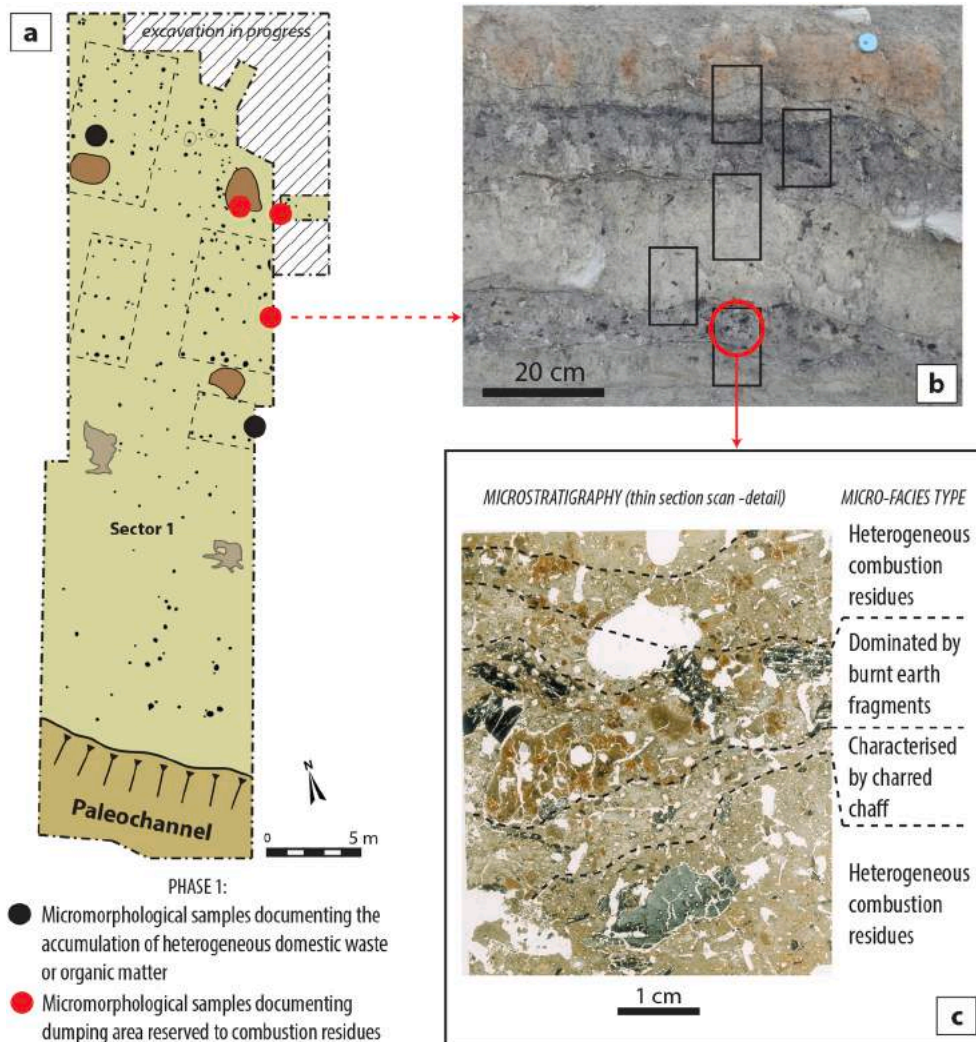 a
excavation in progress
Sector 1
Paleochannel
N
0 5 m
PHASE 1:
Micromorphological samples documenting the
accumulation of heterogeneous domestic waste
or organic matter
Micromorphological samples documenting
dumping area reserved to combustion residues
20 cm
b
MICROSTRATIGRAPHY (thin section scan -detail)
MICRO-FACIES TYPE
Heterogeneous
combustion
residues
Dominated by
burnt earth
fragments
Characterised
by charred
chaff
Heterogeneous
combustion
residues
1 cm
c